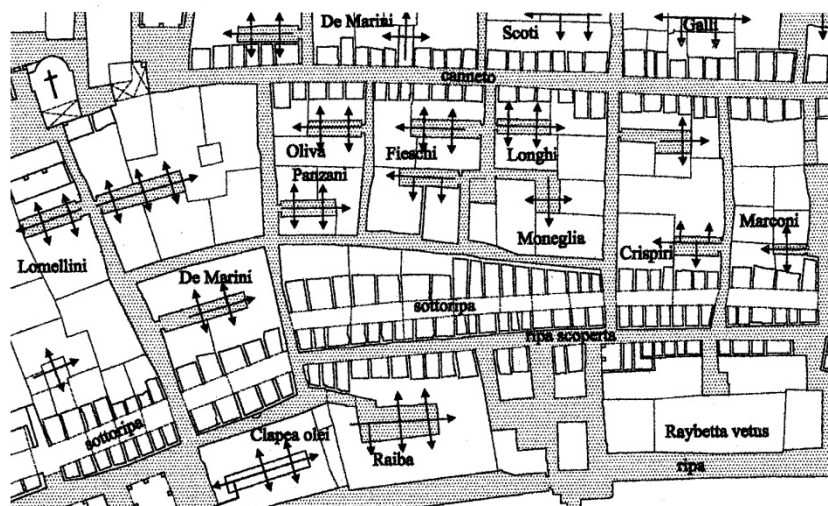 De Marini
Scoti
Galli
canneto
Oliva
Fieschi
Longhi
Panzani
Moneglia
Marconi
Crispiri
Lomellini
De Marini
sottoripa
ripa scoperta
sottoripa
Clapea olei
Raiba
Raybetta vetus
ripa